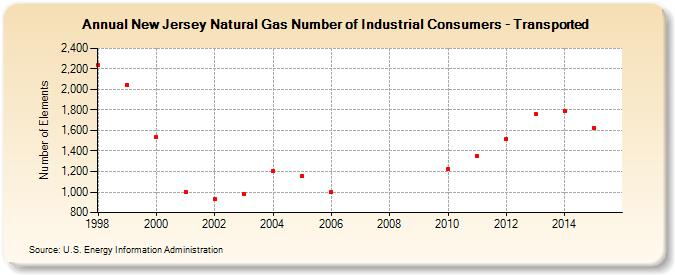 Annual New Jersey Natural Gas Number of Industrial Consumers - Transported
Number of Elements
2,400
2,200
2,000
1,800
1,600
1,400
1,200
1,000
800
1998 2000 2002 2004 2006 2008 2010 2012 2014
Source: U.S. Energy Information Administration